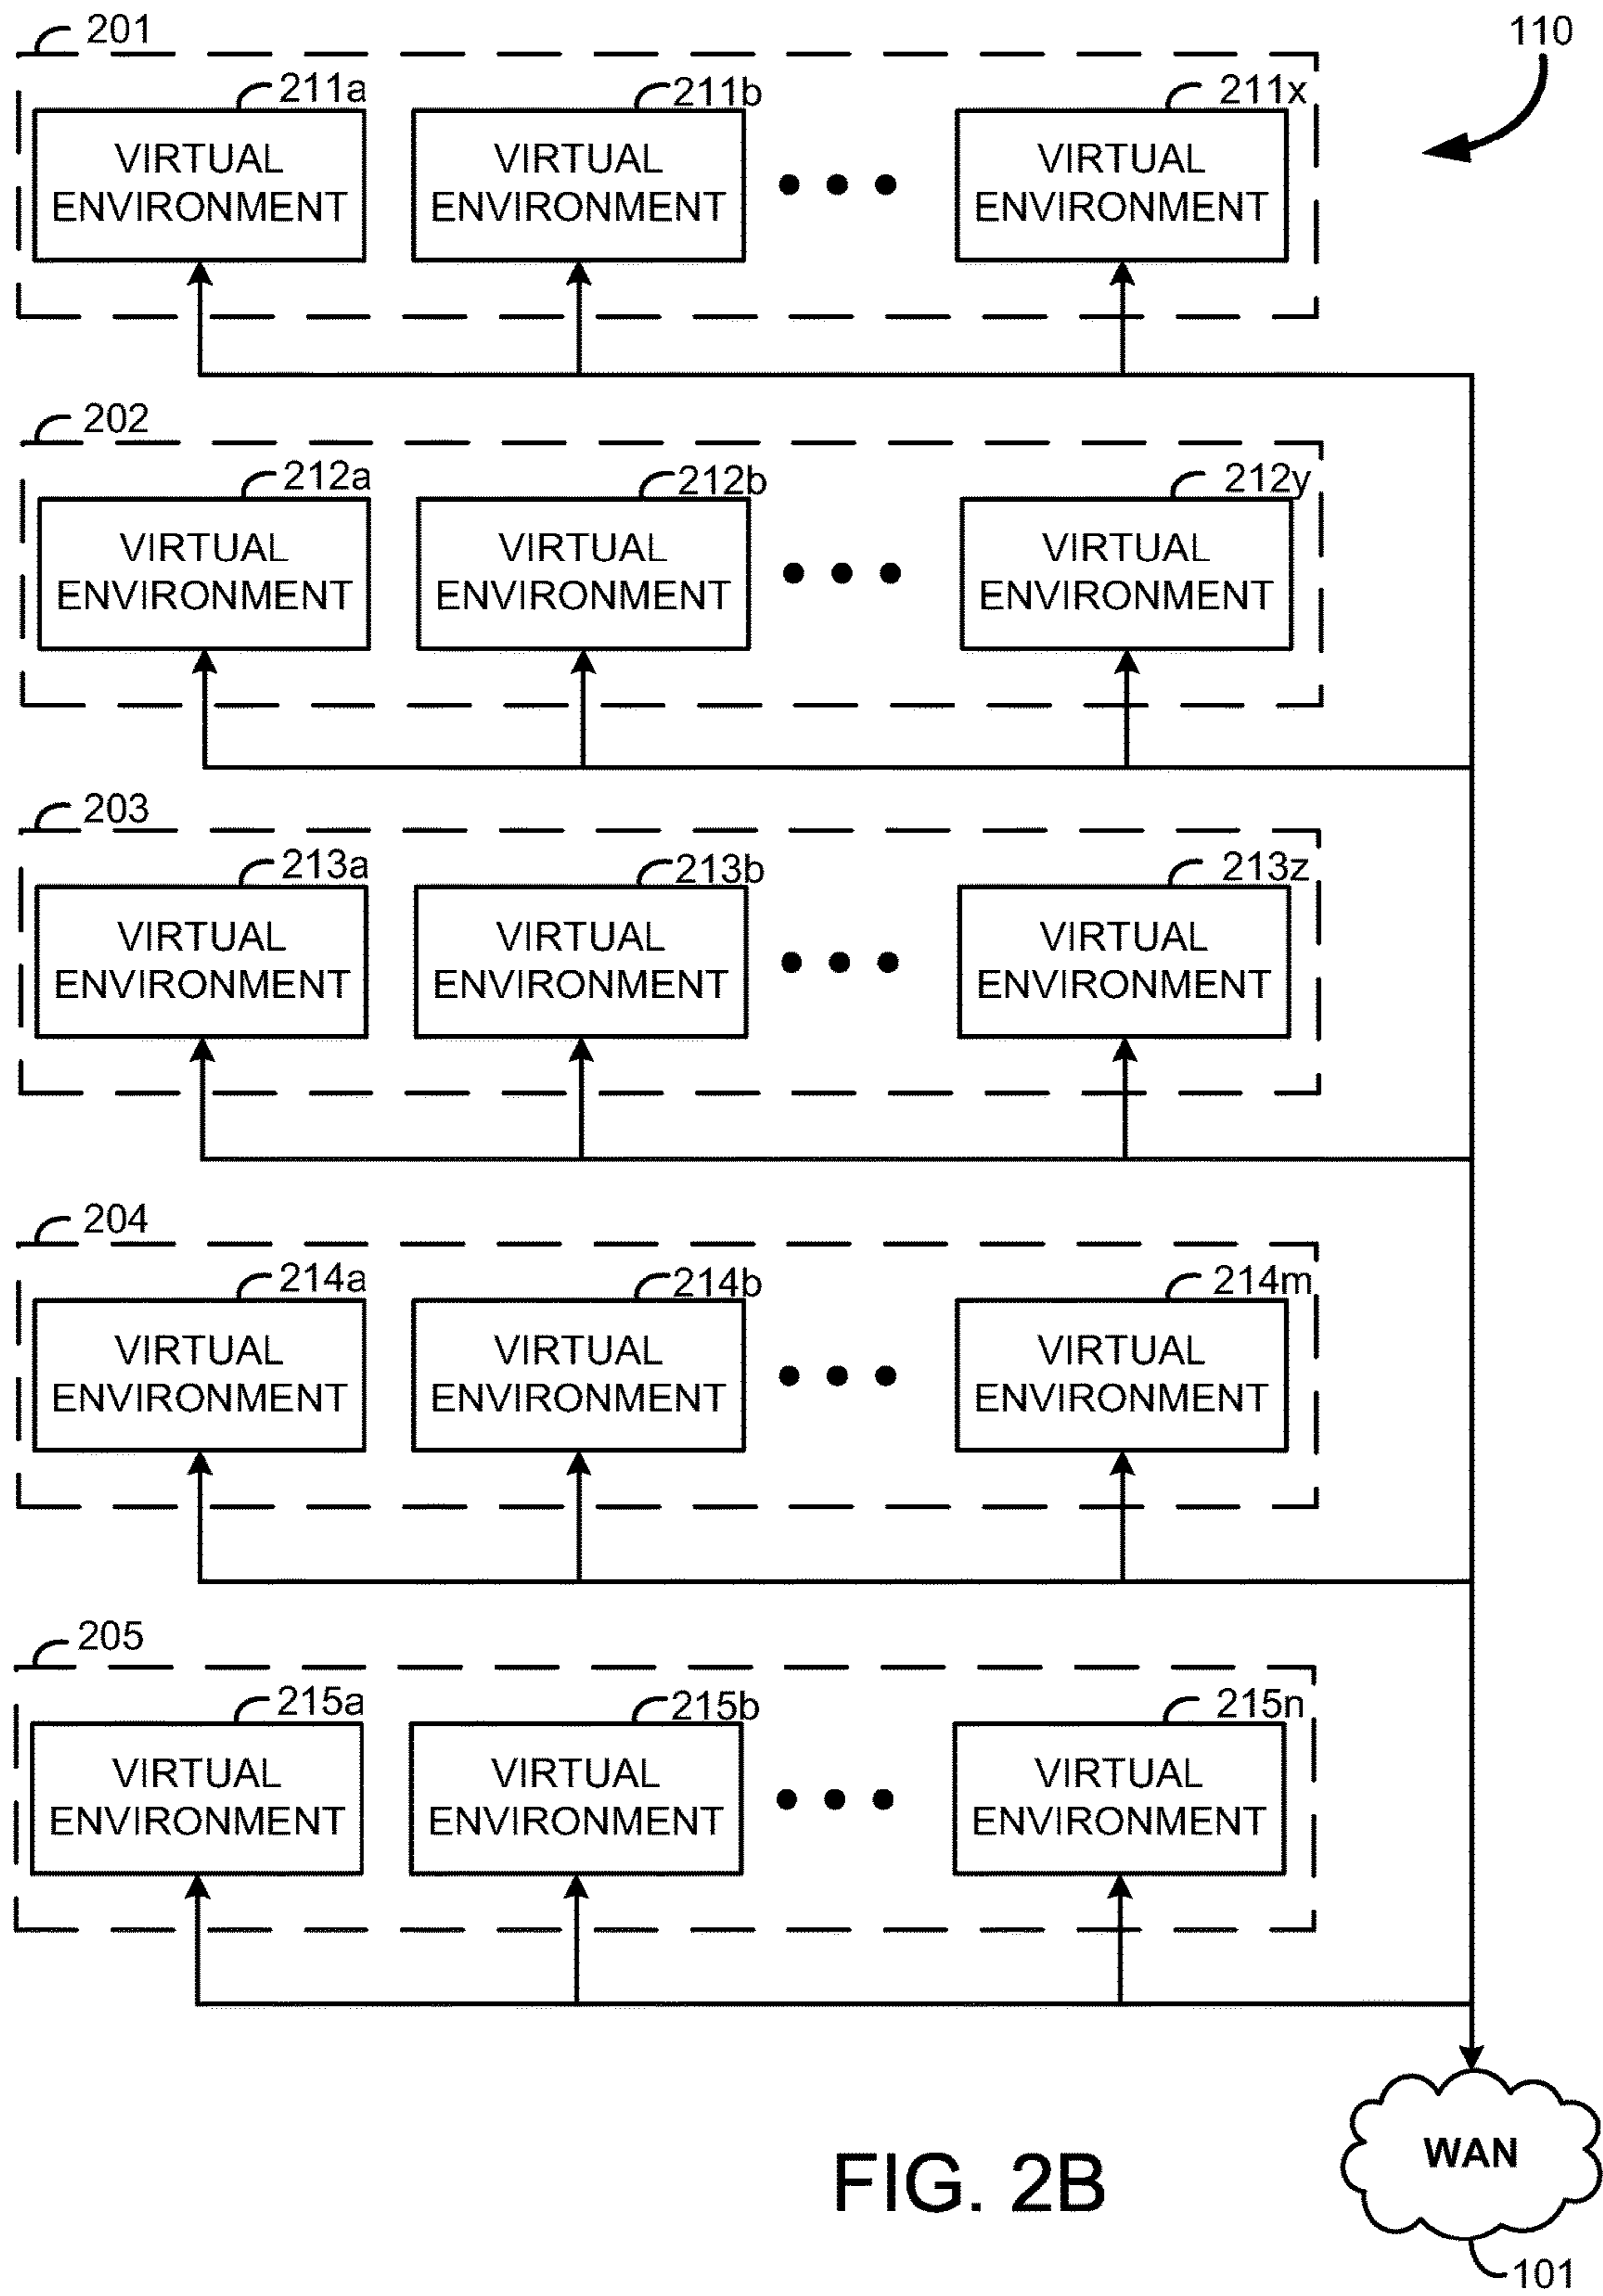 201
110
211a
211b
211x
VIRTUAL
ENVIRONMENT
VIRTUAL
ENVIRONMENT
VIRTUAL
ENVIRONMENT
202
212a
212b
212y
VIRTUAL
ENVIRONMENT
VIRTUAL
ENVIRONMENT
VIRTUAL
ENVIRONMENT
203
213a
213b
213z
VIRTUAL
ENVIRONMENT
VIRTUAL
ENVIRONMENT
VIRTUAL
ENVIRONMENT
204
214a
214b
214m
VIRTUAL
ENVIRONMENT
VIRTUAL
ENVIRONMENT
VIRTUAL
ENVIRONMENT
205
215a
215b
215n
VIRTUAL
ENVIRONMENT
VIRTUAL
ENVIRONMENT
VIRTUAL
ENVIRONMENT
WAN
FIG. 2B
101